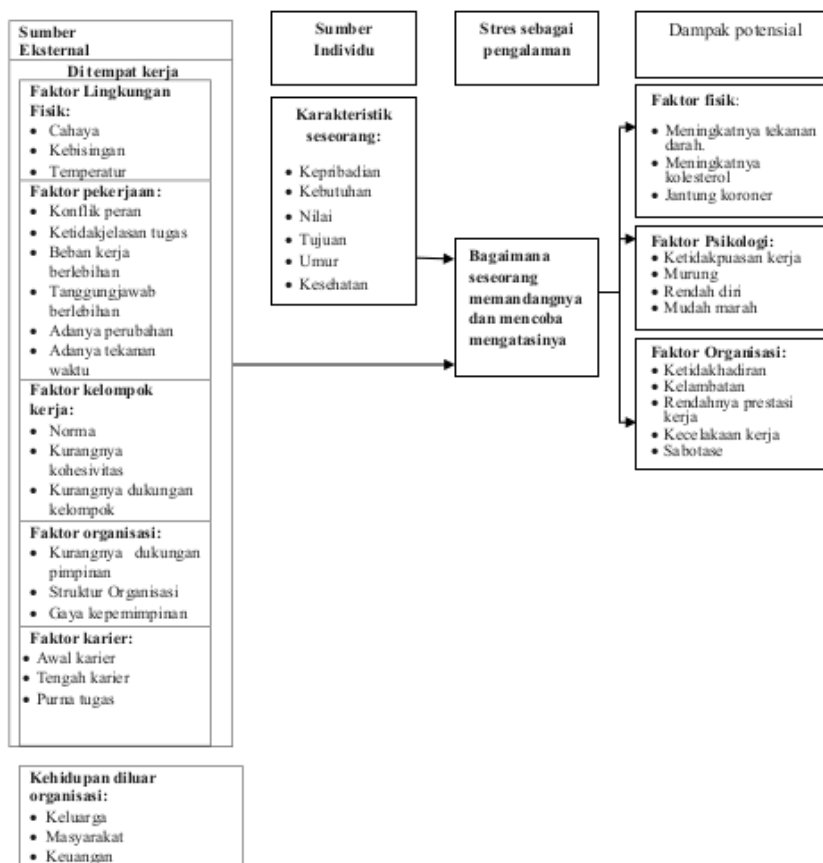 Sumber
Eksternal
Di tempat kerja
Faktor Lingkungan
Fisik:
• Cahaya
• Kebisingan
• Temperatur
Faktor pekerjaan:
• Konflik peran
• Ketidakjelasan tugas
• Beban kerja
berlebihan
• Tanggungjawab
berlebihan
• Adanya perubahan
• Adanya tekanan
waktu
Faktor kelompok
kerja:
• Norma
• Kurangnya
kohesivitas
• Kurangnya dukungan
kelompok
Faktor organisasi:
• Kurangnya dukungan
pimpinan
• Struktur Organisasi
• Gaya kepemimpinan
Faktor karier:
• Awal karier
• Tengah karier
• Purna tugas
Kehidupan diluar
organisasi:
• Keluarga
• Masyarakat
• Keuangan
Sumber
Individu
Karakteristik
seseorang:
• Kepribadian
• Kebutuhan
• Nilai
• Tujuan
• Umur
• Kesehatan
Stres sebagai
pengalaman
Bagaimana
seseorang
memandangnya
dan mencoba
mengatasinya
Dampak potensial
Faktor fisik:
• Meningkatnya tekanan
darah.
• Meningkatnya
kolesterol
• Jantung koroner
Faktor Psikologi:
• Ketidakpuasan kerja
• Murung
• Rendah diri
• Mudah marah
Faktor Organisasi:
• Ketidakhadiran
• Kelambatan
• Rendahnya prestasi
kerja
• Kecelakaan kerja
• Sabotase